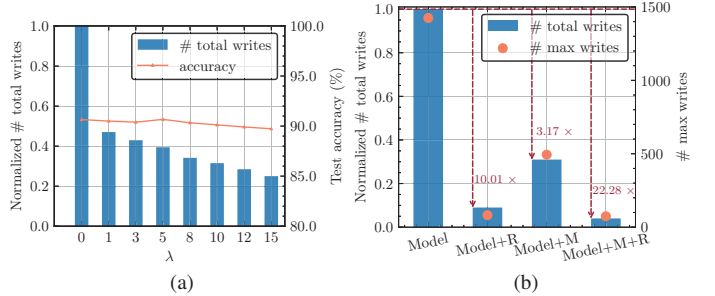 1.0
0.8
0.6
0.4
0.2
0.0
Normalized # total writes
# total writes
accuracy
100.0
95.0
90.0
85.0
80.0
Test accuracy (%)
0 1 3 5 8 10 12 15
λ
(a)
1.0
0.8
0.6
0.4
0.2
0.0
Normalized # total writes
# total writes
# max writes
10.01 ×
3.17 ×
22.28 ×
1500
1000
500
0
# max writes
Model Model+R Model+M Model+M+R
(b)